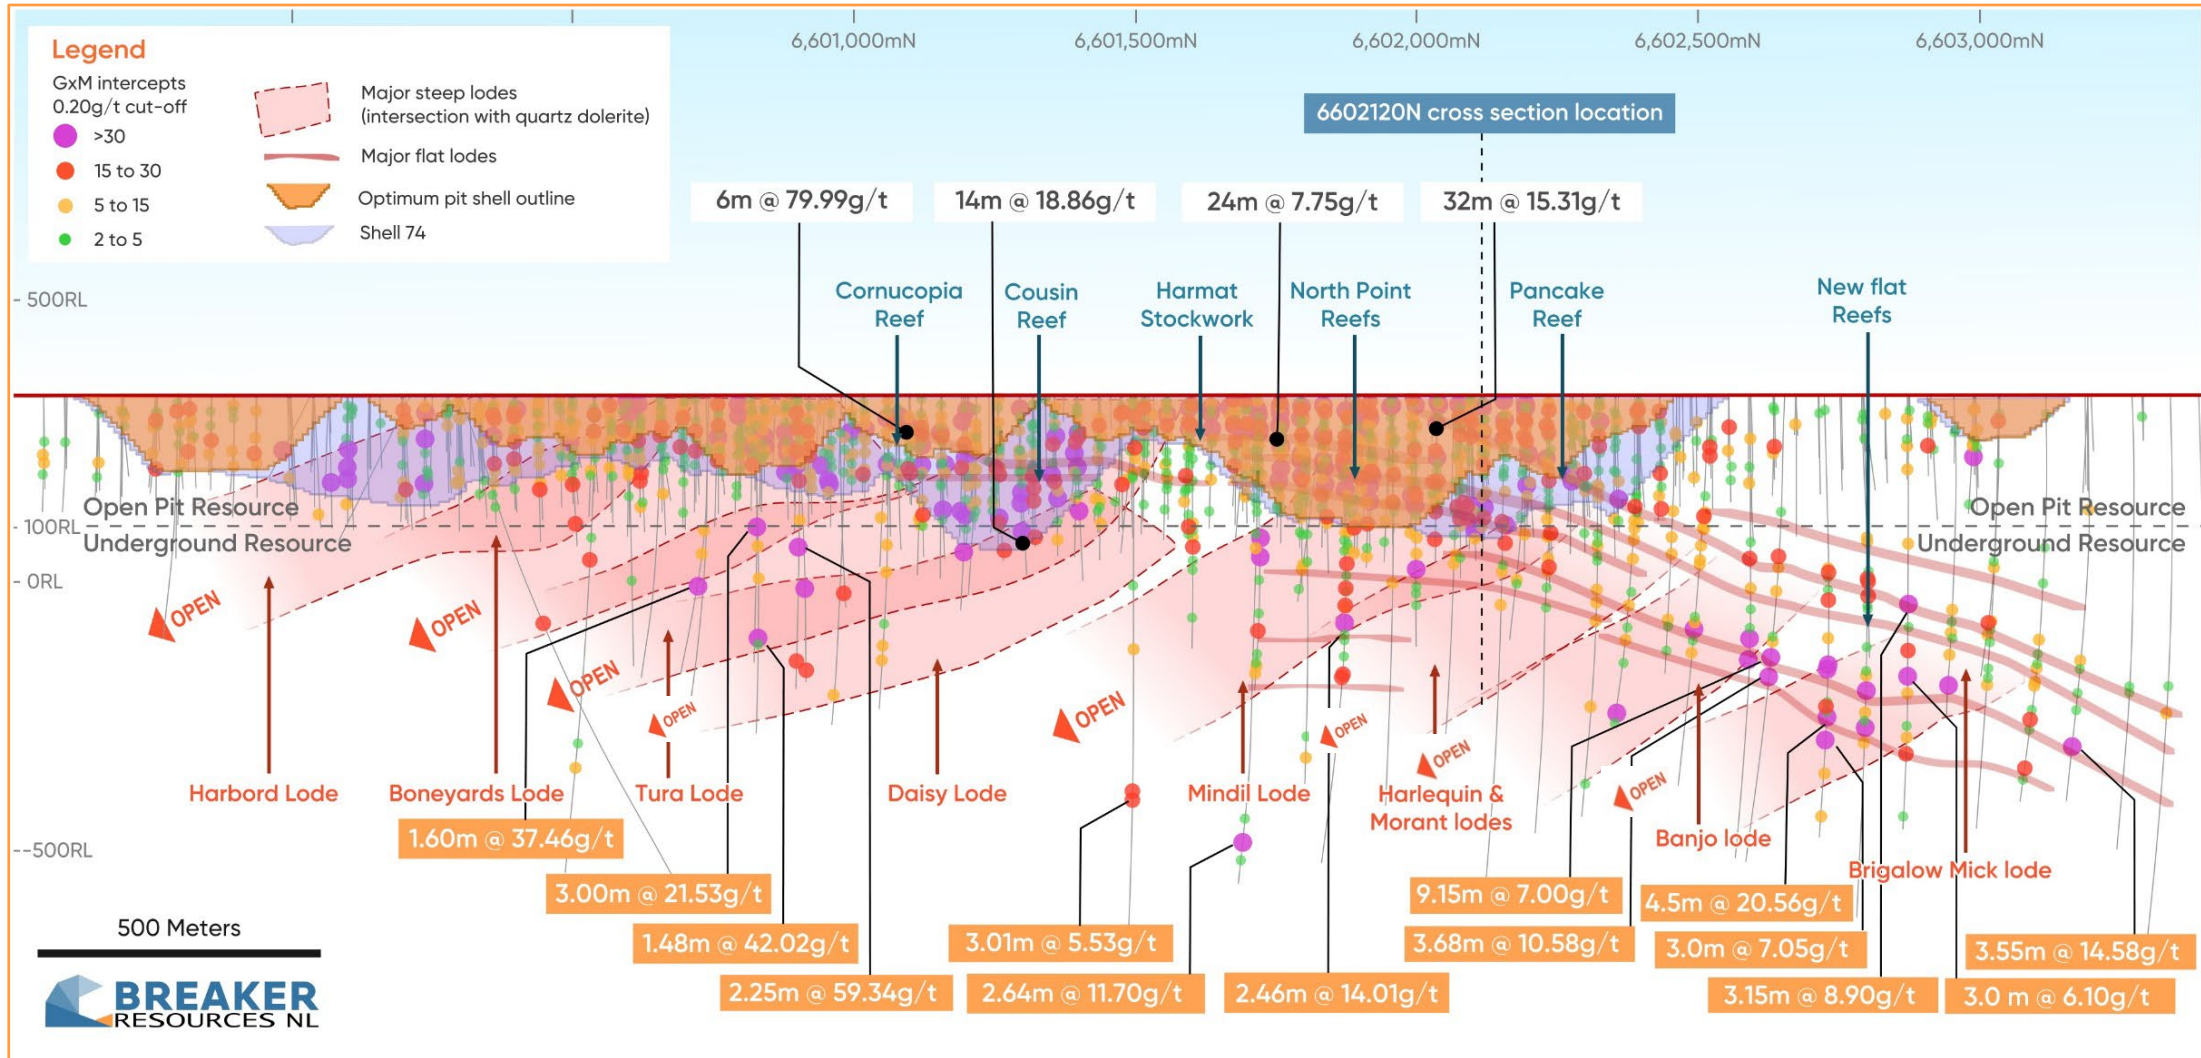 6,601,000mN
6,601,500mN
6,602,000mN
6,602,500mN
6,603,000mN
Legend
GxM intercepts
0.20g/t cut-off
>30
15 to 30
5 to 15
2 to 5
Major steep lodes
(intersection with quartz dolerite)
Major flat lodes
Optimum pit shell outline
Shell 74
6602120N cross section location
6m @ 79.99g/t
14m @ 18.86g/t
24m @ 7.75g/t
32m @ 15.31g/t
Cornucopia
Reef
Cousin
Reef
Harmat
Stockwork
North Point
Reefs
Pancake
Reef
New flat
Reefs
- 500RL
Open Pit Resource
- 100RL
Underground Resource
Open Pit Resource
Underground Resource
- 0RL
OPEN
OPEN
OPEN
OPEN
OPEN
OPEN
OPEN
OPEN
Harbord Lode
Boneyards Lode
Tura Lode
Daisy Lode
Mindil Lode
Harlequin &
Morant lodes
Banjo lode
Brigalow Mick lode
--500RL
1.60m @ 37.46g/t
3.00m @ 21.53g/t
1.48m @ 42.02g/t
2.25m @ 59.34g/t
3.01m @ 5.53g/t
2.64m @ 11.70g/t
2.46m @ 14.01g/t
9.15m @ 7.00g/t
3.68m @ 10.58g/t
4.5m @ 20.56g/t
3.0m @ 7.05g/t
3.15m @ 8.90g/t
3.0 m @ 6.10g/t
3.55m @ 14.58g/t
500 Meters
BREAKER
RESOURCES NL